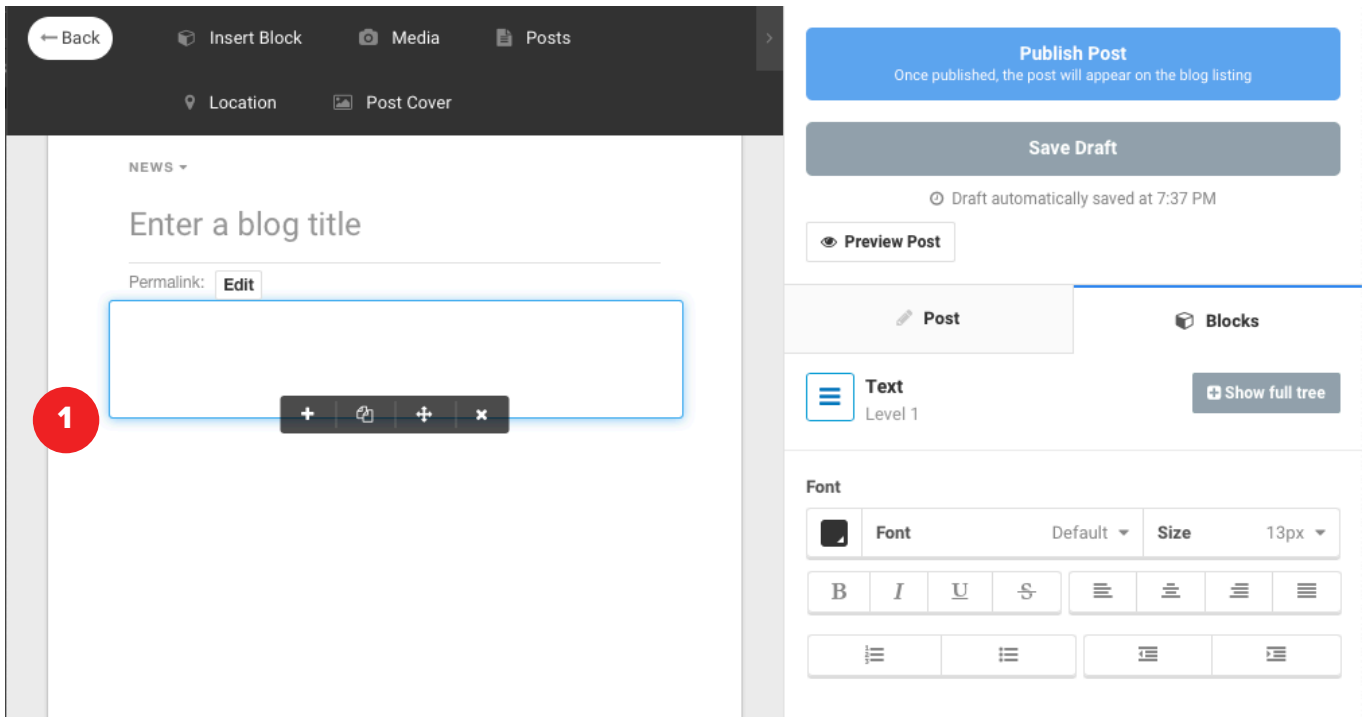 Back
Insert Block
Media
Posts
Location
Post Cover
NEWS
Enter a blog title
Permalink:
Edit
1
Publish Post
Once published, the post will appear on the blog listing
Save Draft
Draft automatically saved at 7:37 PM
Preview Post
Post
Blocks
Text
Level 1
Show full tree
Font
Font Default Size 13px
B I U S